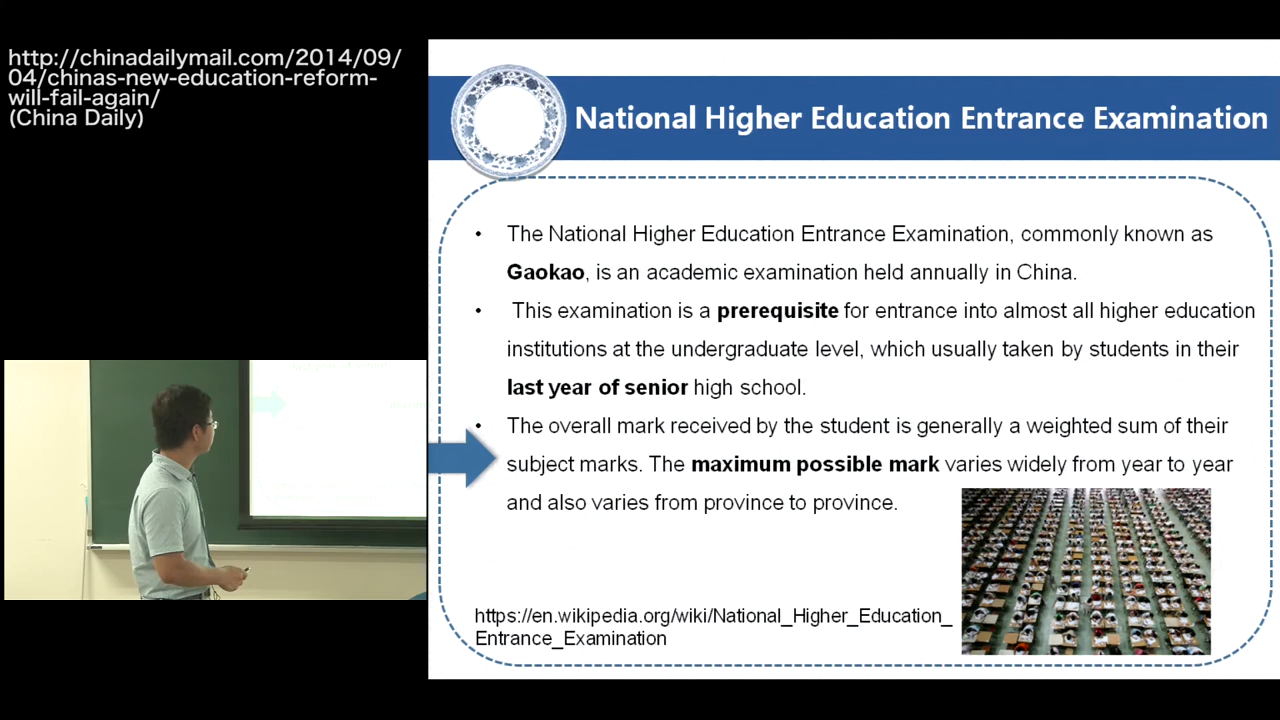 http://chinadailymail.com/2014/09/
04/chinas-new-education-reform-
will-fail-again/
(China Daily)
National Higher Education Entrance Examination
• The National Higher Education Entrance Examination, commonly known as
Gaokao, is an academic examination held annually in China.
• This examination is a prerequisite for entrance into almost all higher education
institutions at the undergraduate level, which usually taken by students in their
last year of senior high school.
• The overall mark received by the student is generally a weighted sum of their
subject marks. The maximum possible mark varies widely from year to year
and also varies from province to province.
https://en.wikipedia.org/wiki/National_Higher_Education_
Entrance_Examination